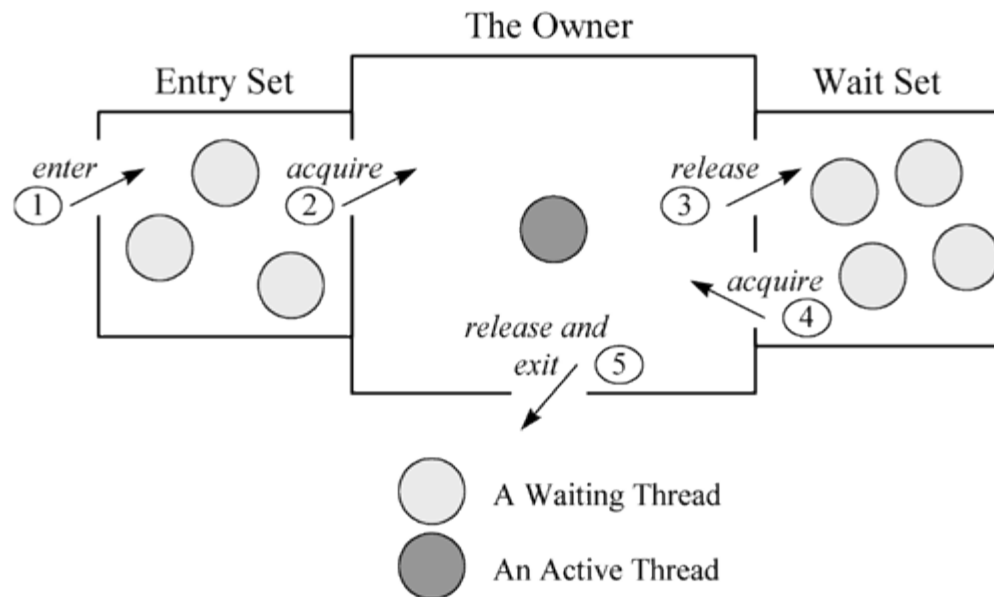 The Owner
Entry Set
Wait Set
enter
1
acquire
2
release
3
acquire
4
release and
exit
5
A Waiting Thread
An Active Thread